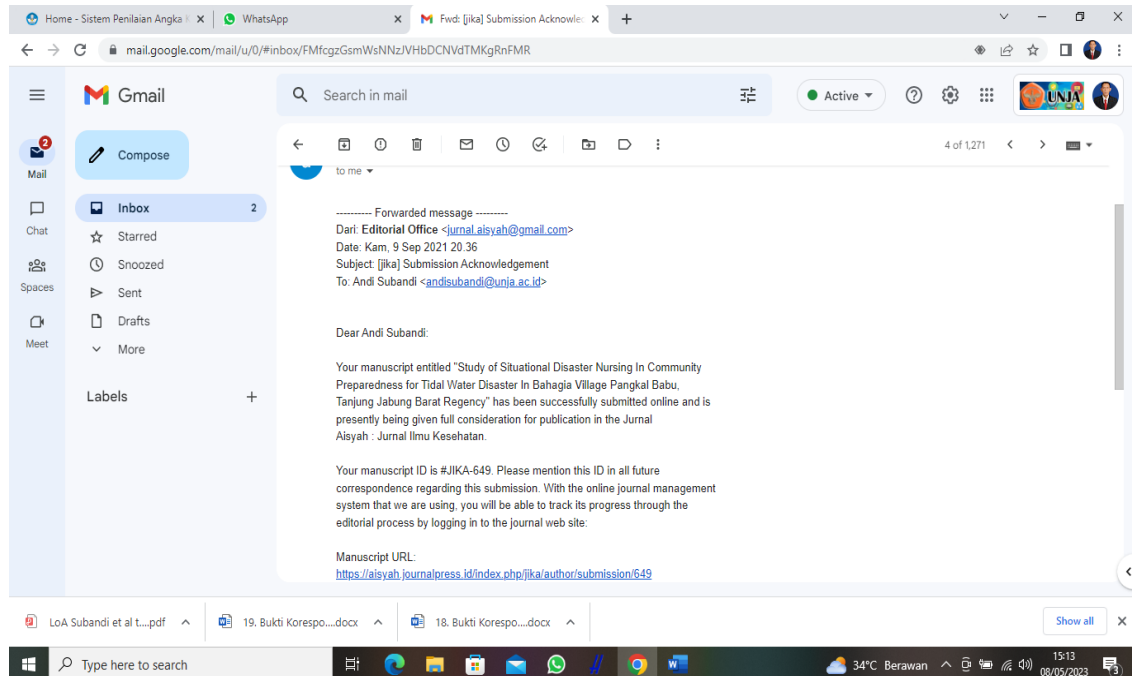 Home - Sistem Penilaian Angka
WhatsApp
Fwd: [jika] Submission Acknowle
mail.google.com/mail/u/0/#inbox/FMfcgzGsmWsNNzJVHbDCNVdTMKgRnFMR
Gmail
Search in mail
Active
UNJA
2
Mail
Compose
4 of 1,271
to me
Inbox 2
Chat
Starred
Snoozed
Spaces
Sent
Drafts
Meet
More
Labels
---------- Forwarded message ---------
Dari: Editorial Office <jurnal.aisyah@gmail.com>
Date: Kam, 9 Sep 2021 20.36
Subject: [jika] Submission Acknowledgement
To: Andi Subandi <andisubandi@unja.ac.id>
Dear Andi Subandi:
Your manuscript entitled "Study of Situational Disaster Nursing In Community
Preparedness for Tidal Water Disaster In Bahagia Village Pangkal Babu,
Tanjung Jabung Barat Regency" has been successfully submitted online and is
presently being given full consideration for publication in the Jurnal
Aisyah : Jurnal Ilmu Kesehatan.
Your manuscript ID is #JIKA-649. Please mention this ID in all future
correspondence regarding this submission. With the online journal management
system that we are using, you will be able to track its progress through the
editorial process by logging in to the journal web site:
Manuscript URL:
https://aisyah.journalpress.id/index.php/jika/author/submission/649
LoA Subandi et al t....pdf
19. Bukti Korespo....docx
18. Bukti Korespo....docx
Show all
Type here to search
34°C Berawan
15:13
08/05/2023
3